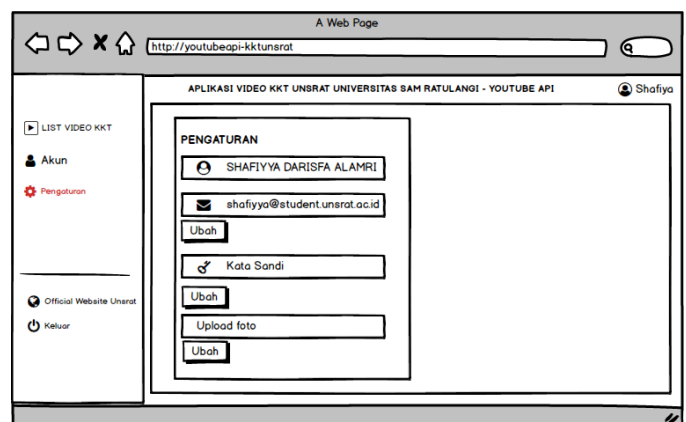 A Web Page
http://youtubeapi-kktunsrat
APLIKASI VIDEO KKT UNSRAT UNIVERSITAS SAM RATULANGI - YOUTUBE API
Shafiya
LIST VIDEO KKT
Akun
Pengaturan
Official Website Unsrat
Keluar
PENGATURAN
SHAFIYYA DARISFA ALAMRI
shafiyya@student.unsrat.ac.id
Ubah
Kata Sandi
Ubah
Upload foto
Ubah